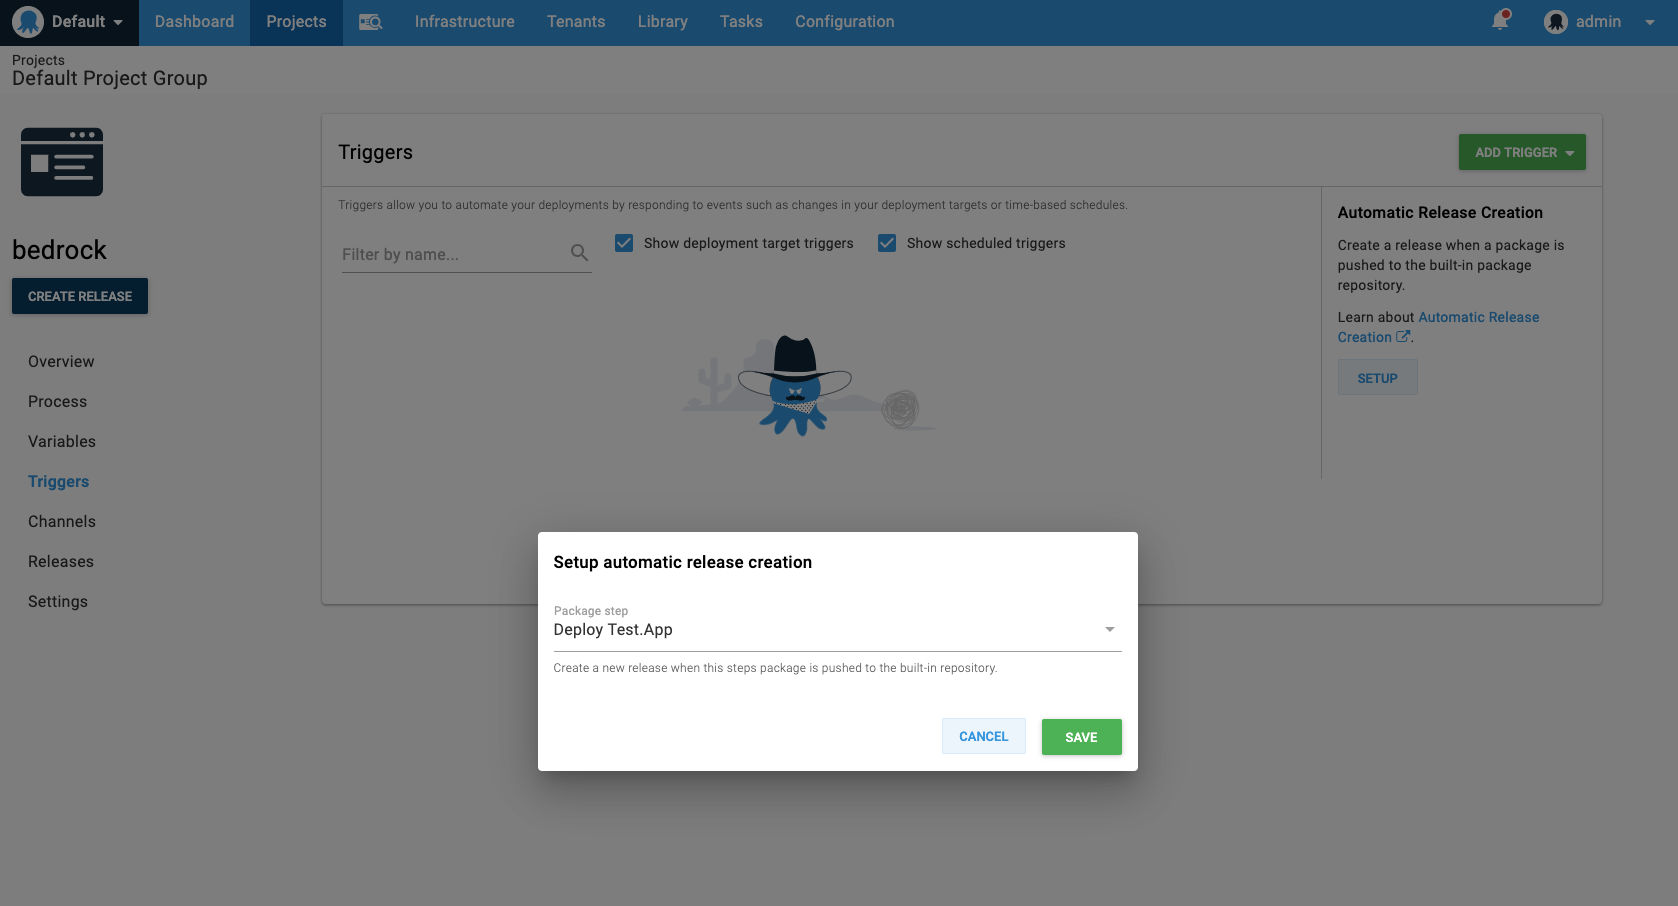 Default
Dashboard
Projects
Infrastructure
Tenants
Library
Tasks
Configuration
admin
Projects
Default Project Group
bedrock
CREATE RELEASE
Overview
Process
Variables
Triggers
Channels
Releases
Settings
Triggers
ADD TRIGGER
Triggers allow you to automate your deployments by responding to events such as changes in your deployment targets or time-based schedules.
Filter by name...
Show deployment target triggers
Show scheduled triggers
Automatic Release Creation
Create a release when a package is
pushed to the built-in package
repository.
Learn about Automatic Release
Creation .
SETUP
Setup automatic release creation
Package step
Deploy Test.App
Create a new release when this steps package is pushed to the built-in repository.
CANCEL
SAVE